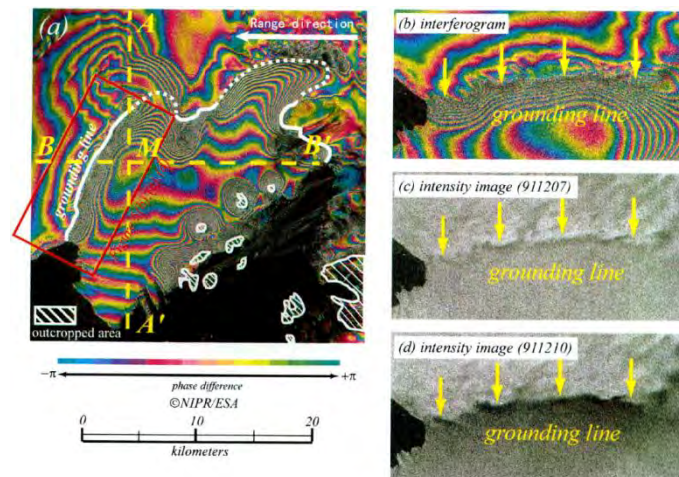 (a)
A
Range direction
grounding line
B
M
B'
A'
outcropped area
−π
+π
phase difference
©NIPR/ESA
0
10
20
kilometers
(b) interferogram
grounding line
(c) intensity image (911207)
grounding line
(d) intensity image (911210)
grounding line